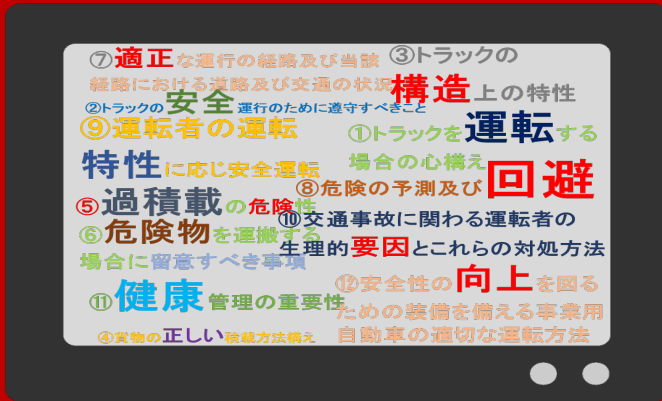 ⑦適正な運行の経路及び当該
経路における道路及び交通の状況
③トラックの
構造上の特性
②トラックの安全運行のために遵守すべきこと
⑨運転者の運転
特性に応じ安全運転
①トラックを運転する
場合の心構え
⑧危険の予測及び回避
⑤過積載の危険性
⑥危険物を運搬する
場合に留意すべき事項
⑩交通事故に関わる運転者の
生理的要因とこれらの対処方法
⑪健康管理の重要性
⑫安全性の向上を図る
ための装備を備える事業用
自動車の適切な運転方法
④貨物の正しい積載方法構え